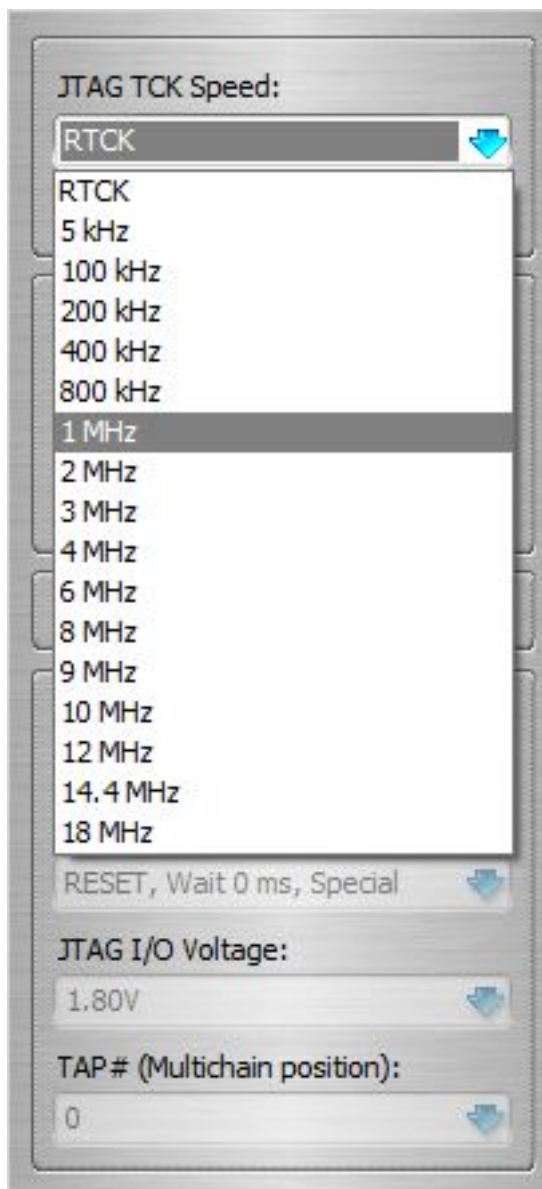 JTAG TCK Speed:
RTCK
RTCK
5 kHz
100 kHz
200 kHz
400 kHz
800 kHz
1 MHz
2 MHz
3 MHz
4 MHz
6 MHz
8 MHz
9 MHz
10 MHz
12 MHz
14.4 MHz
18 MHz
RESET, Wait 0 ms, Special
JTAG I/O Voltage:
1.80V
TAP# (Multichain position):
0